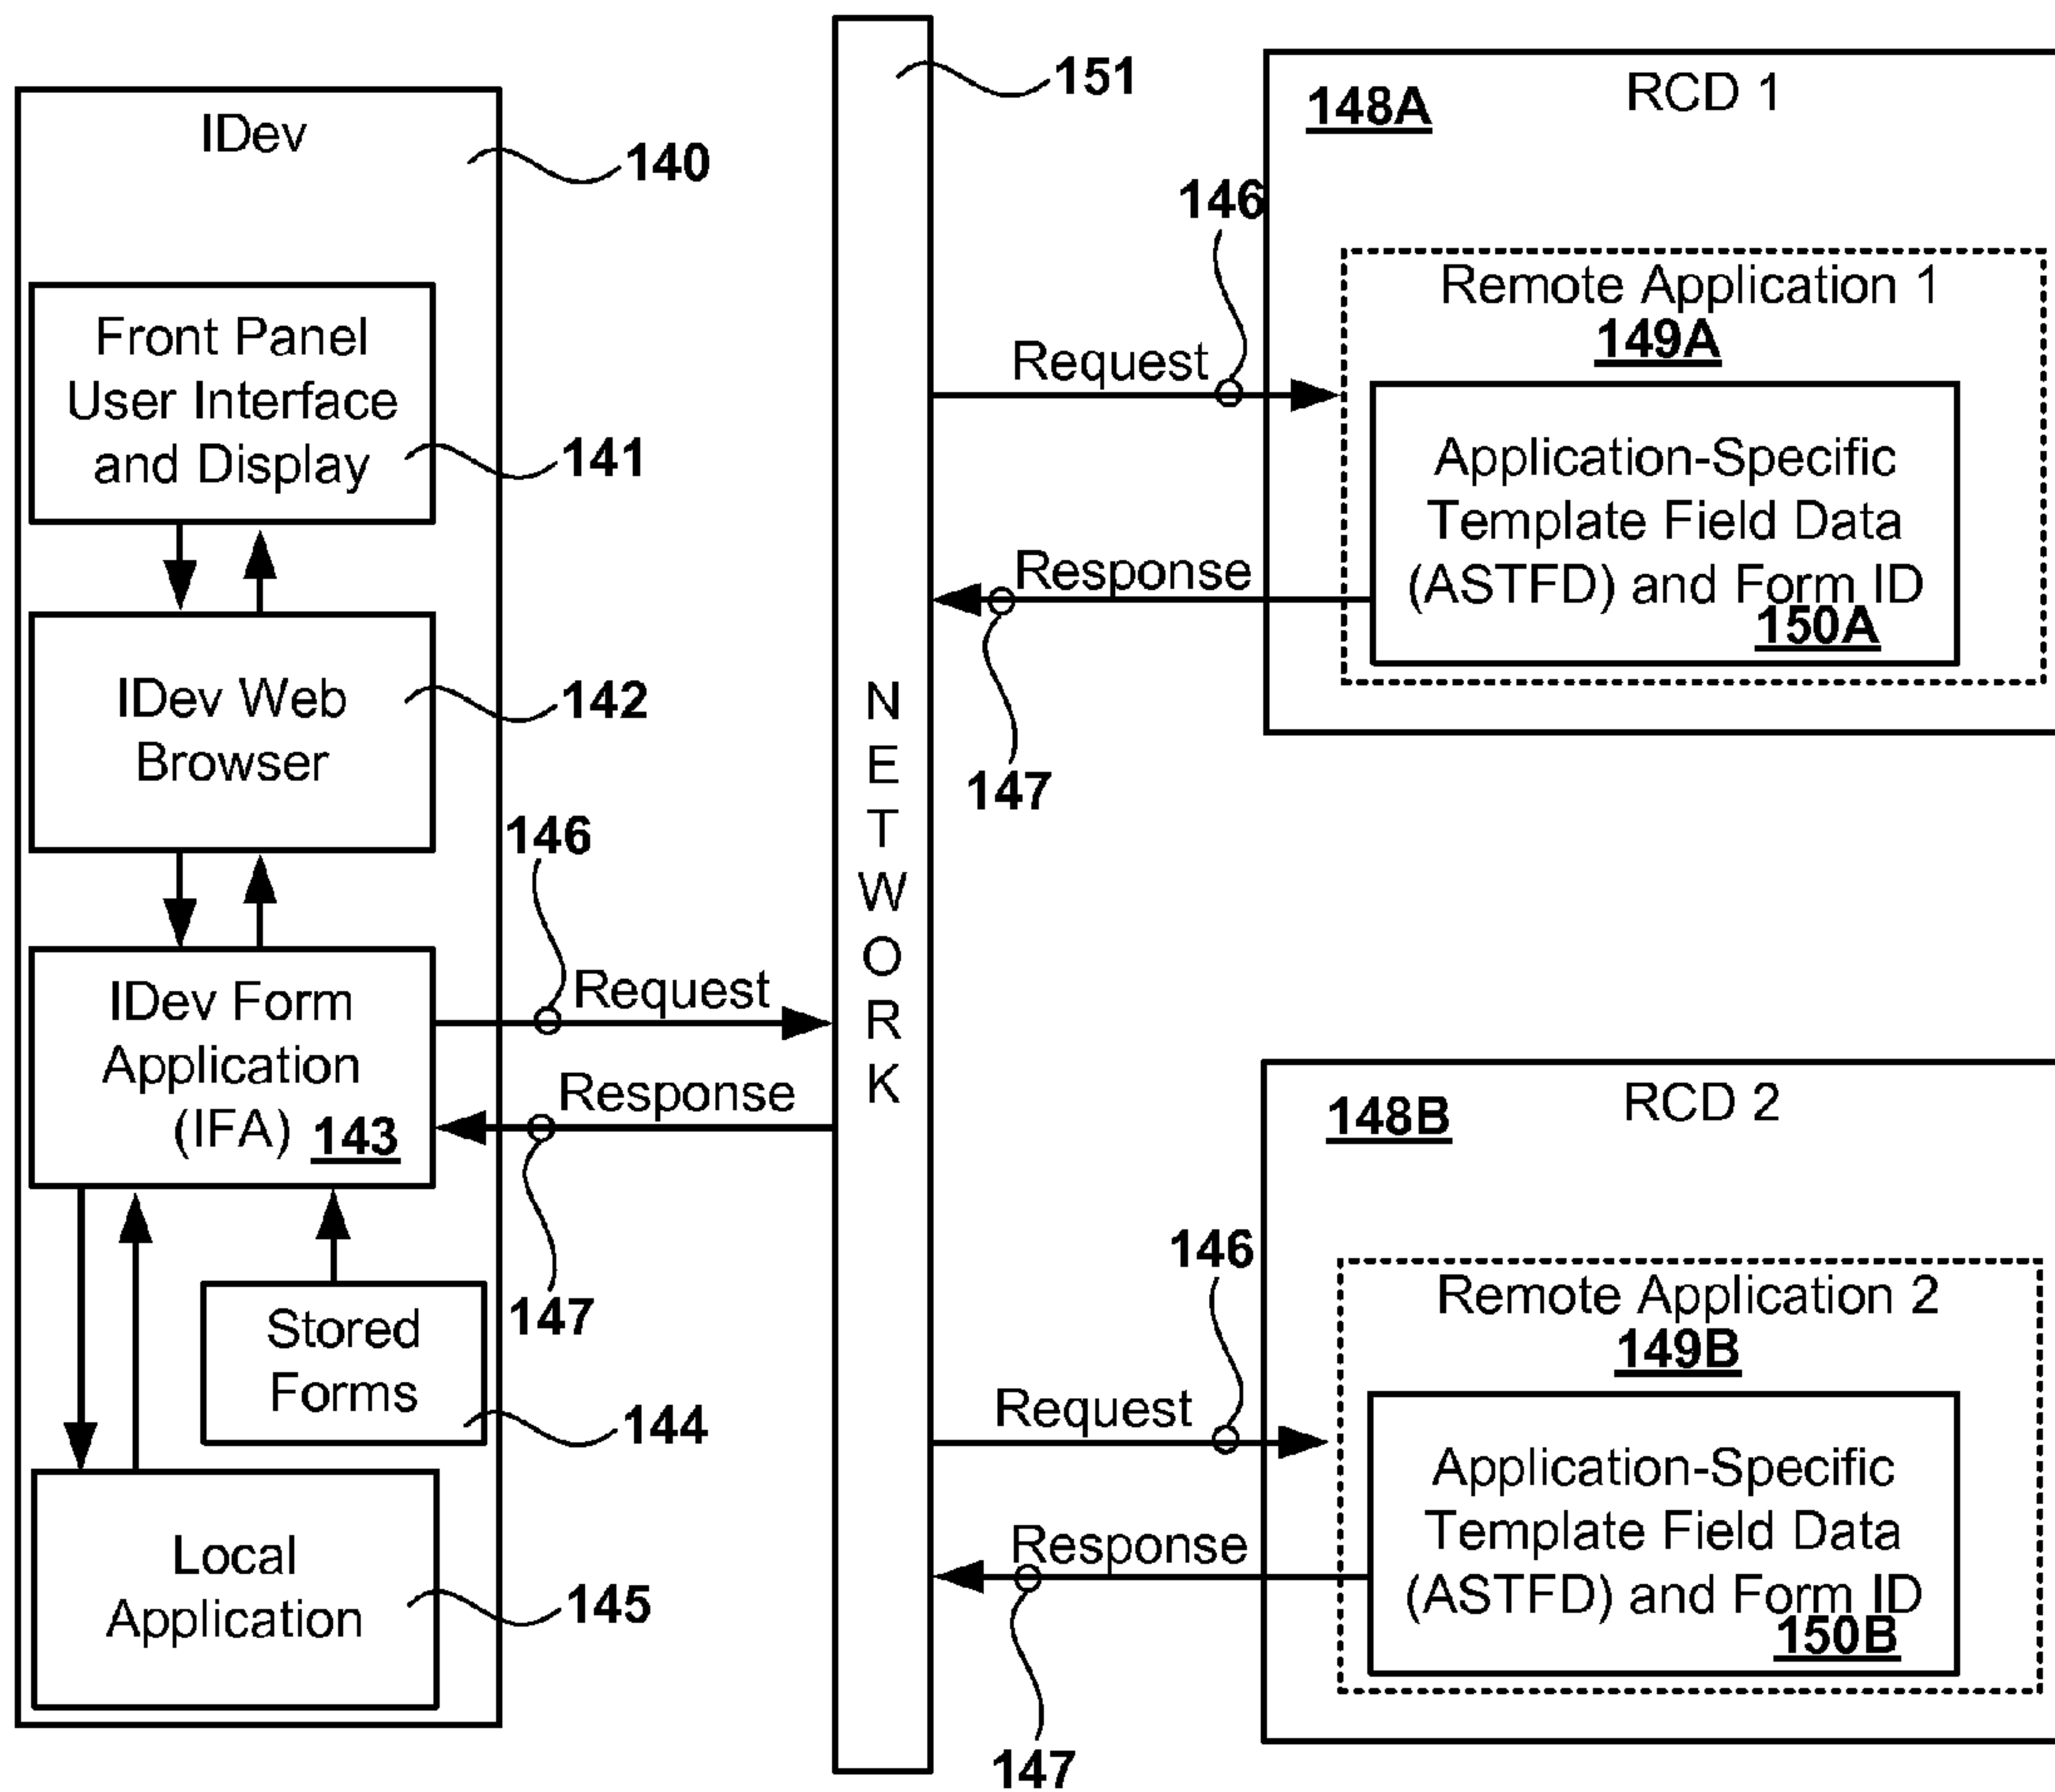 IDev
140
Front Panel
User Interface
and Display
141
IDev Web
Browser
142
146
Request
IDev Form
Application
(IFA) 143
Response
147
Stored
Forms
144
Local
Application
145
151
NETWORK
RCD 1
148A
146
Request
Remote Application 1
149A
Application-Specific
Template Field Data
(ASTFD) and Form ID
150A
Response
147
RCD 2
148B
146
Request
Remote Application 2
149B
Application-Specific
Template Field Data
(ASTFD) and Form ID
150B
Response
147